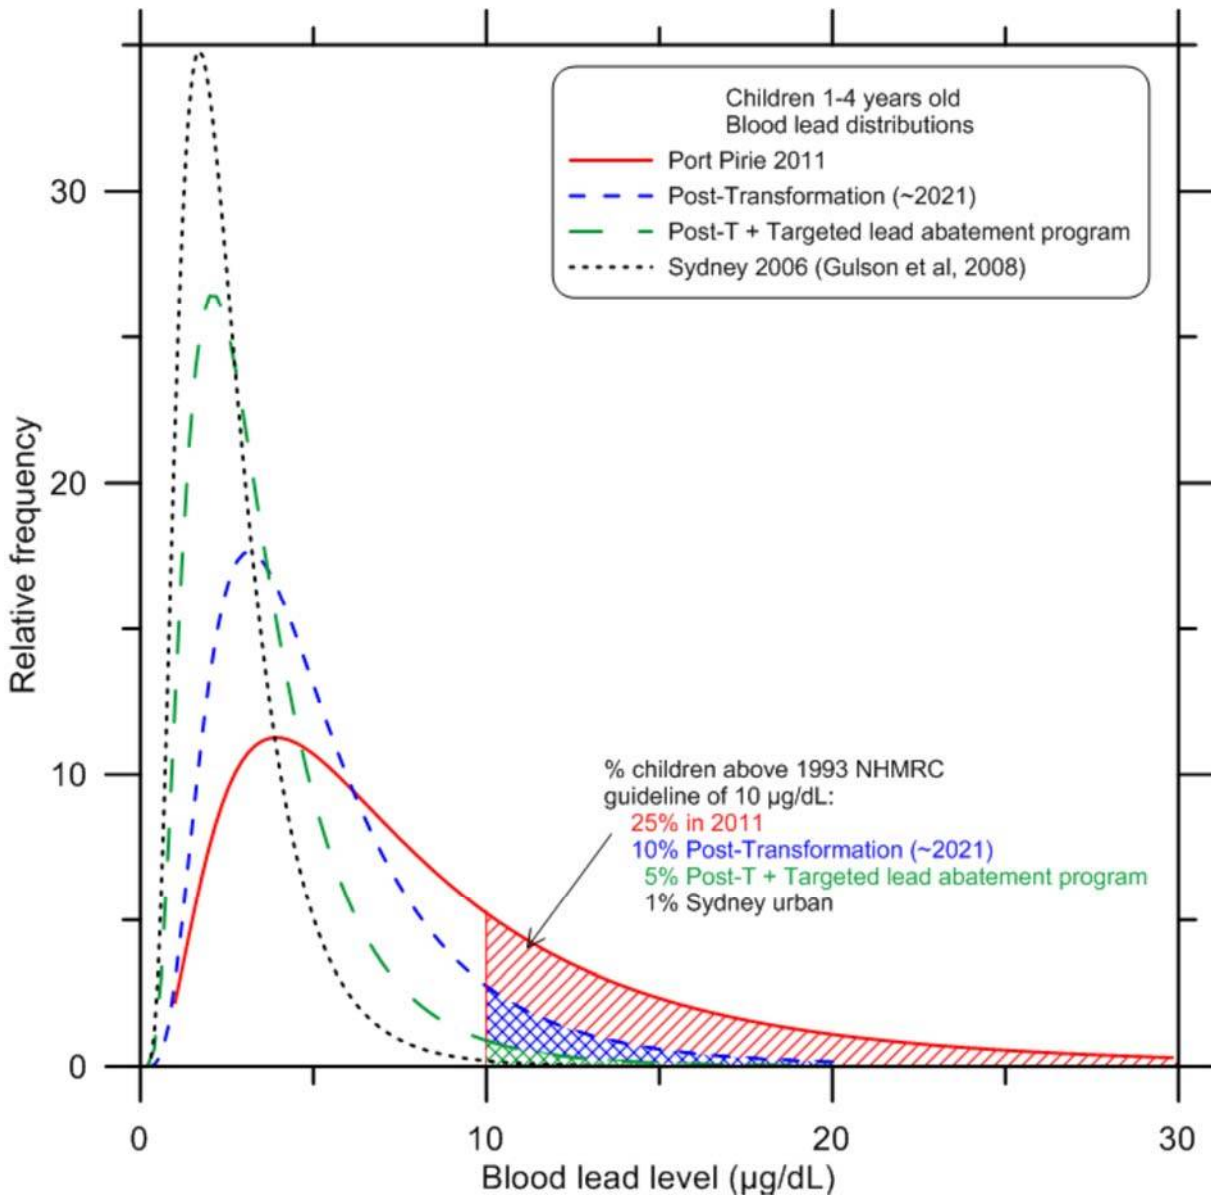 Children 1-4 years old
Blood lead distributions
Port Pirie 2011
Post-Transformation (~2021)
Post-T + Targeted lead abatement program
Sydney 2006 (Gulson et al, 2008)
30
20
10
0
Relative frequency
% children above 1993 NHMRC
guideline of 10 µg/dL:
25% in 2011
10% Post-Transformation (~2021)
5% Post-T + Targeted lead abatement program
1% Sydney urban
0
10
20
30
Blood lead level (µg/dL)